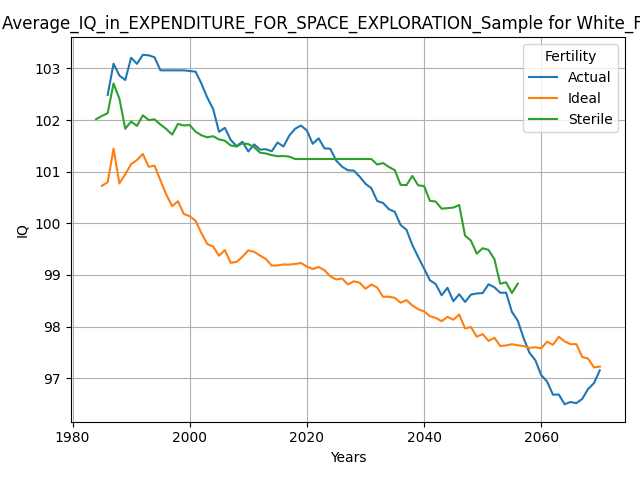 Average_IQ_in_EXPENDITURE_FOR_SPACE_EXPLORATION_Sample for White_F
Fertility
Actual
Ideal
Sterile
103
102
101
100
99
98
97
IQ
1980 2000 2020 2040 2060
Years